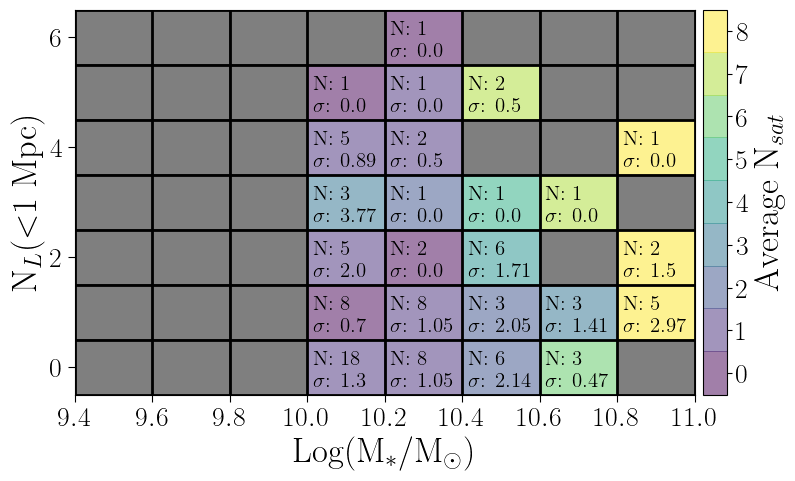 N: 1
σ: 0.0
N: 1
σ: 0.0
N: 1
σ: 0.0
N: 2
σ: 0.5
N: 5
σ: 0.89
N: 2
σ: 0.5
N: 1
σ: 0.0
N: 3
σ: 3.77
N: 1
σ: 0.0
N: 1
σ: 0.0
N: 1
σ: 0.0
N: 5
σ: 2.0
N: 2
σ: 0.0
N: 6
σ: 1.71
N: 2
σ: 1.5
N: 8
σ: 0.7
N: 8
σ: 1.05
N: 3
σ: 2.05
N: 3
σ: 1.41
N: 5
σ: 2.97
N: 18
σ: 1.3
N: 8
σ: 1.05
N: 6
σ: 2.14
N: 3
σ: 0.47
6
4
2
0
N_L(<1 Mpc)
9.4 9.6 9.8 10.0 10.2 10.4 10.6 10.8 11.0
Log(M_*/M_⊙)
8
7
6
5
4
3
2
1
0
Average N_sat